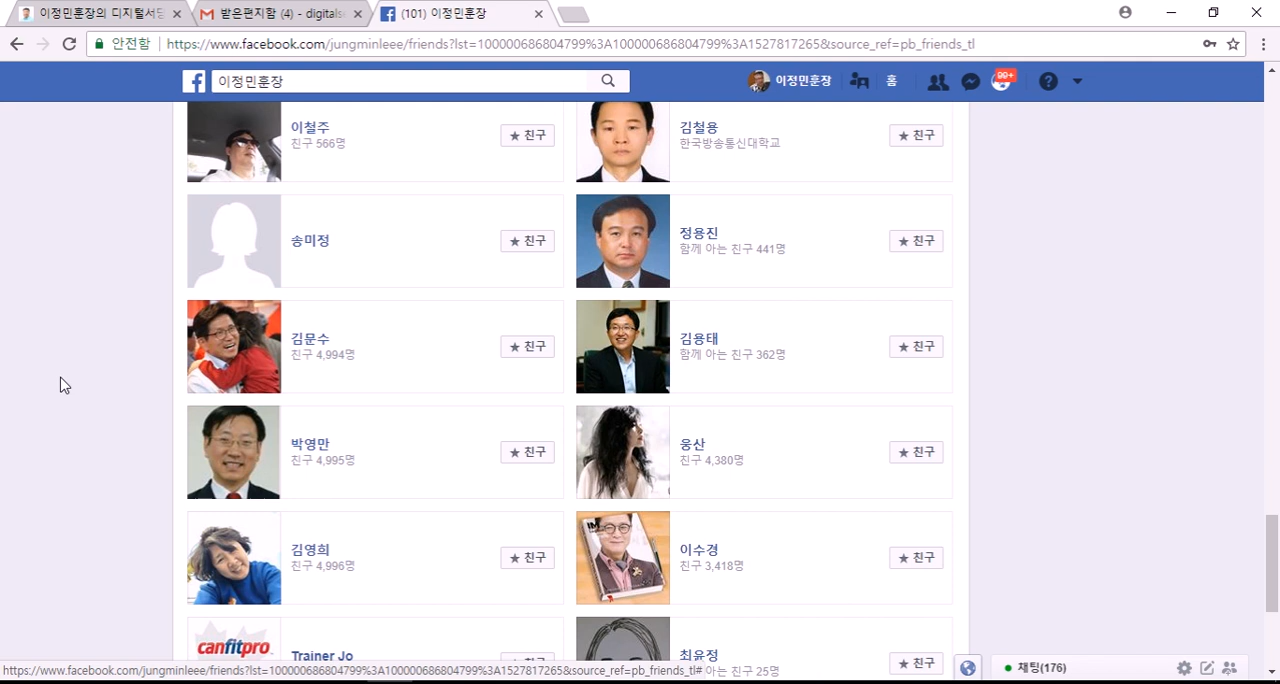 이정민훈장의 디지털서당
받은편지함 (4) - digitalse
(101) 이정민훈장
안전함 https://www.facebook.com/jungminleee/friends?lst=100000686804799%3A100000686804799%3A1527817265&source_ref=pb_friends_tl
이정민훈장
이정민훈장
홈
99+
이철주
친구 566명
★ 친구
김철용
한국방송통신대학교
★ 친구
송미정
★ 친구
정용진
함께 아는 친구 441명
★ 친구
김문수
친구 4,994명
★ 친구
김용태
함께 아는 친구 362명
★ 친구
박영만
친구 4,995명
★ 친구
웅산
친구 4,380명
★ 친구
김영희
친구 4,996명
★ 친구
이수경
친구 3,418명
★ 친구
canfitpro
Trainer Jo
최윤정
함께 아는 친구 25명
★ 친구
https://www.facebook.com/jungminleee/friends?lst=100000686804799%3A100000686804799%3A1527817265&source_ref=pb_friends_tl#
채팅(176)